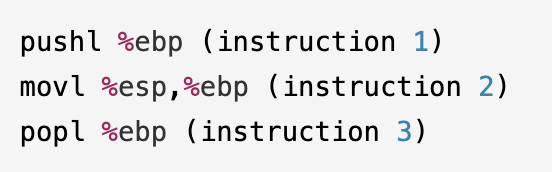 pushl %ebp (instruction 1)
movl %esp,%ebp (instruction 2)
popl %ebp (instruction 3)